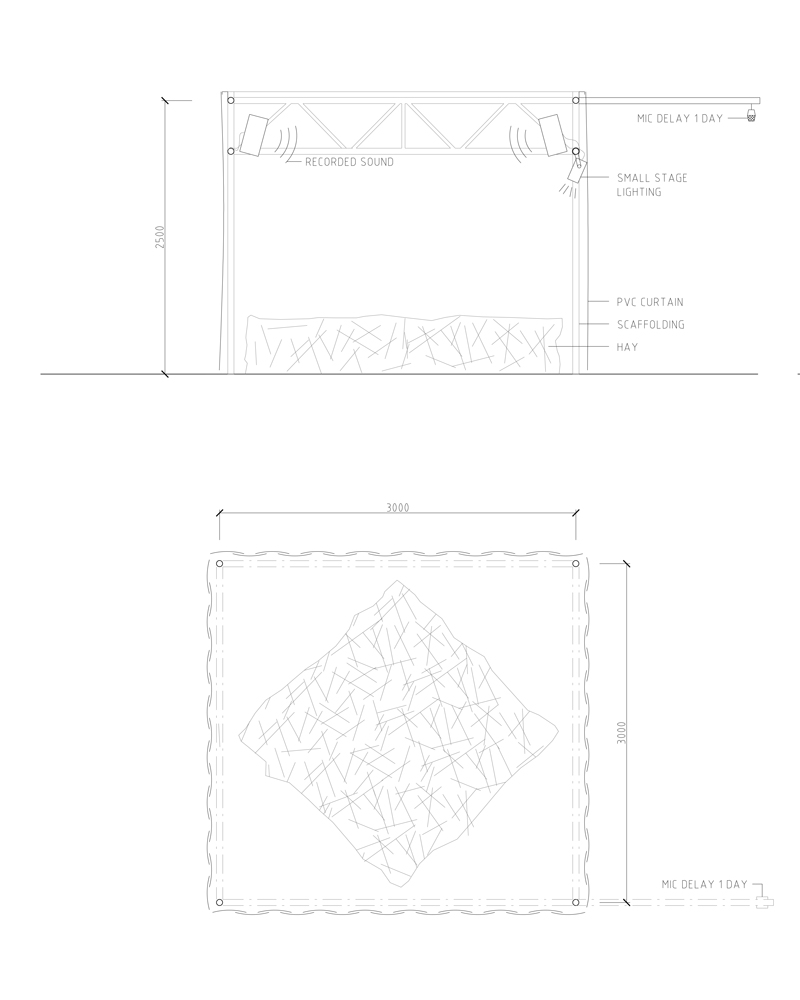 MIC DELAY 1 DAY
RECORDED SOUND
SMALL STAGE
LIGHTING
2500
PVC CURTAIN
SCAFFOLDING
HAY
3000
3000
MIC DELAY 1 DAY